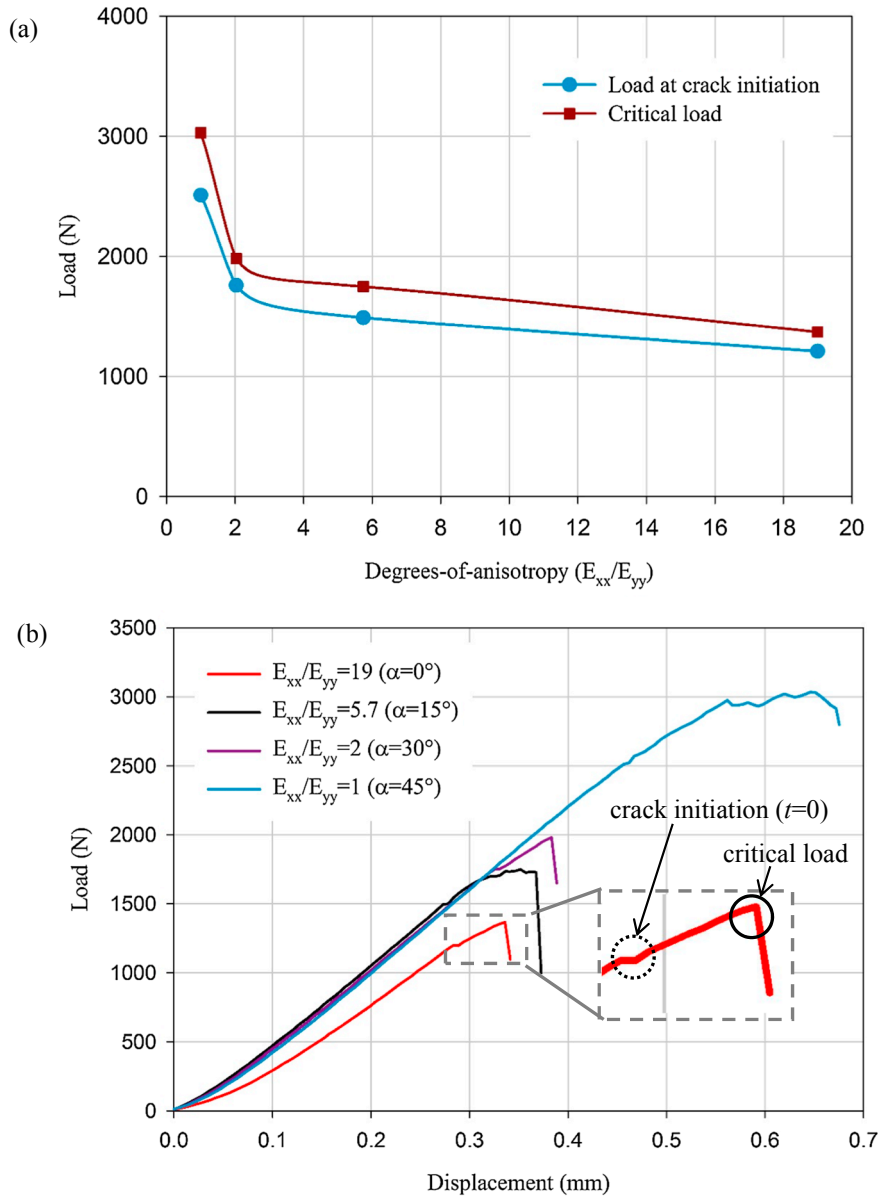 (a)
4000
3000
2000
1000
0
Load (N)
Load at crack initiation
Critical load
0 2 4 6 8 10 12 14 16 18 20
Degrees-of-anisotropy (Exx/Eyy)
(b)
3500
3000
2500
2000
1500
1000
500
0
Load (N)
Exx/Eyy=19 (α=0°)
Exx/Eyy=5.7 (α=15°)
Exx/Eyy=2 (α=30°)
Exx/Eyy=1 (α=45°)
crack initiation (t=0)
critical load
0.0 0.1 0.2 0.3 0.4 0.5 0.6 0.7
Displacement (mm)